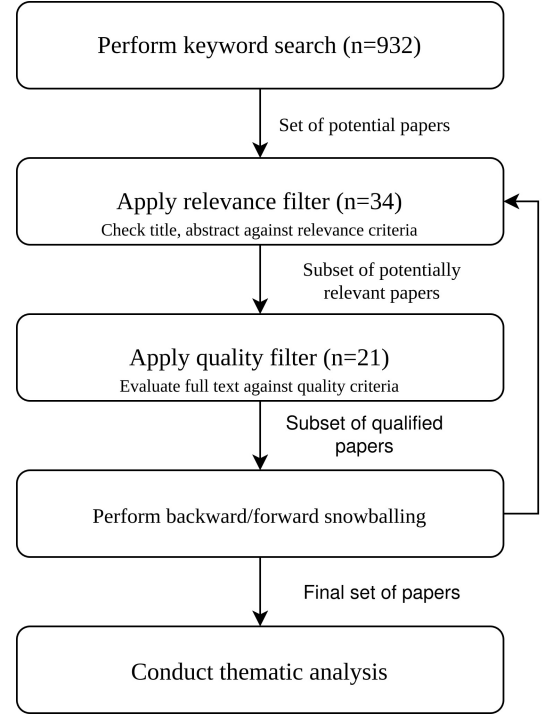 Perform keyword search (n=932)
Set of potential papers
Apply relevance filter (n=34)
Check title, abstract against relevance criteria
Subset of potentially
relevant papers
Apply quality filter (n=21)
Evaluate full text against quality criteria
Subset of qualified
papers
Perform backward/forward snowballing
Final set of papers
Conduct thematic analysis